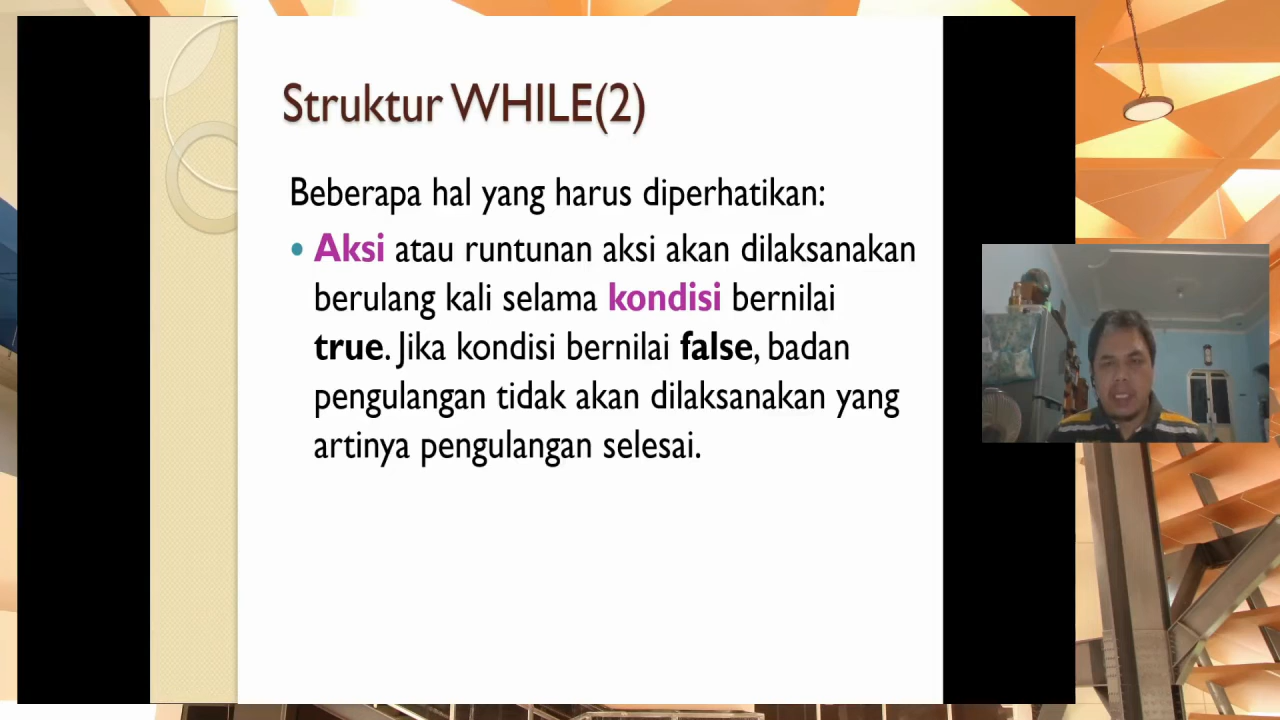 Struktur WHILE(2)
Beberapa hal yang harus diperhatikan:
• Aksi atau runtunan aksi akan dilaksanakan
berulang kali selama kondisi bernilai
true. Jika kondisi bernilai false, badan
pengulangan tidak akan dilaksanakan yang
artinya pengulangan selesai.